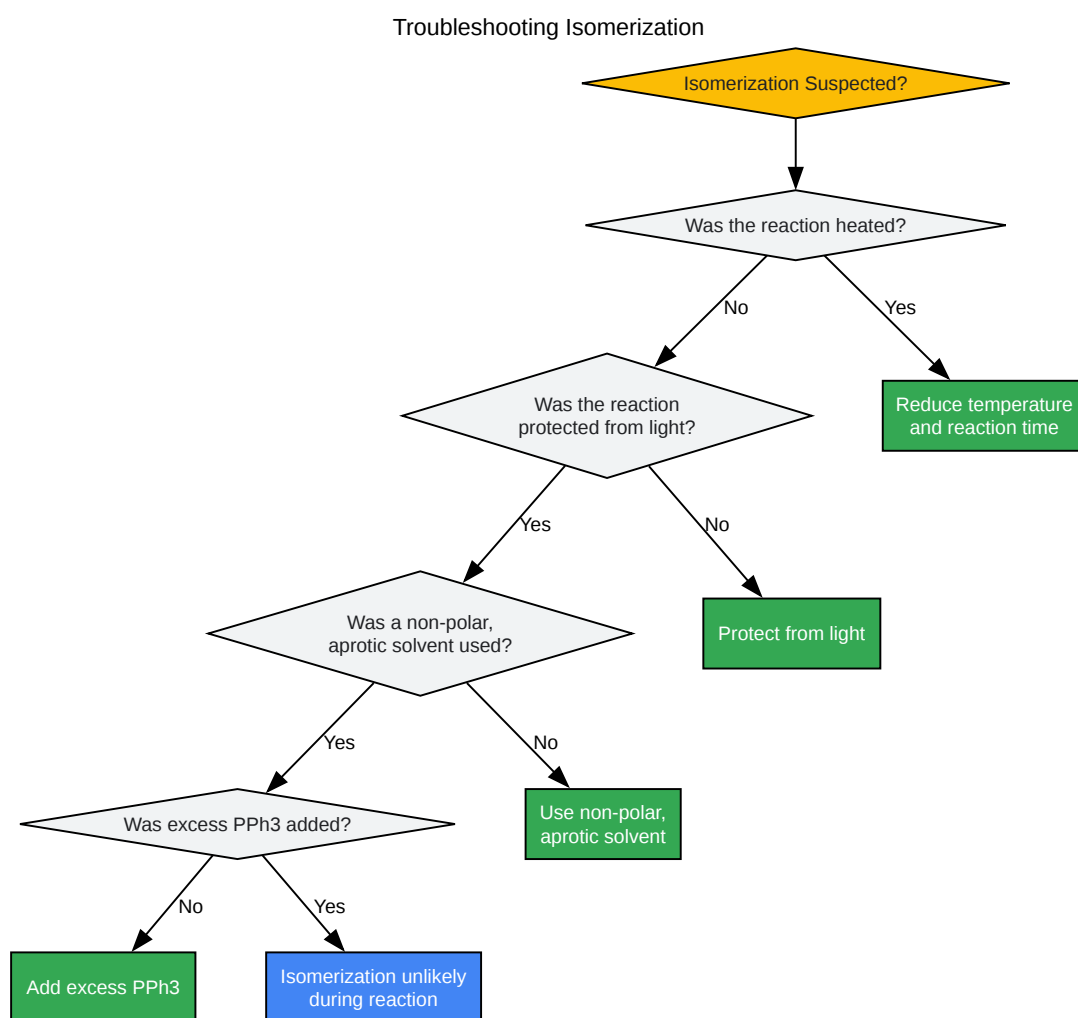 Troubleshooting Isomerization
Isomerization Suspected?
Was the reaction heated?
No
Yes
Was the reaction
protected from light?
Reduce temperature
and reaction time
Yes
No
Was a non-polar,
aprotic solvent used?
Protect from light
Yes
No
Was excess PPh3 added?
Use non-polar,
aprotic solvent
No
Yes
Add excess PPh3
Isomerization unlikely
during reaction